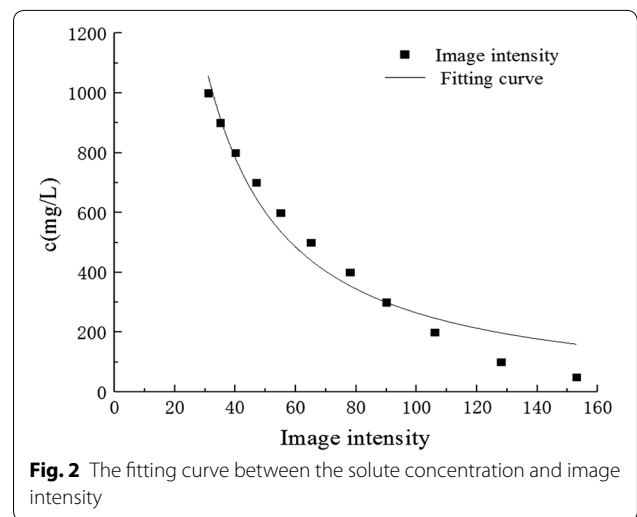 1200
Image intensity
Fitting curve
1000
800
600
400
200
0
c(mg/L)
0 20 40 60 80 100 120 140 160
Image intensity
Fig. 2 The fitting curve between the solute concentration and image
intensity